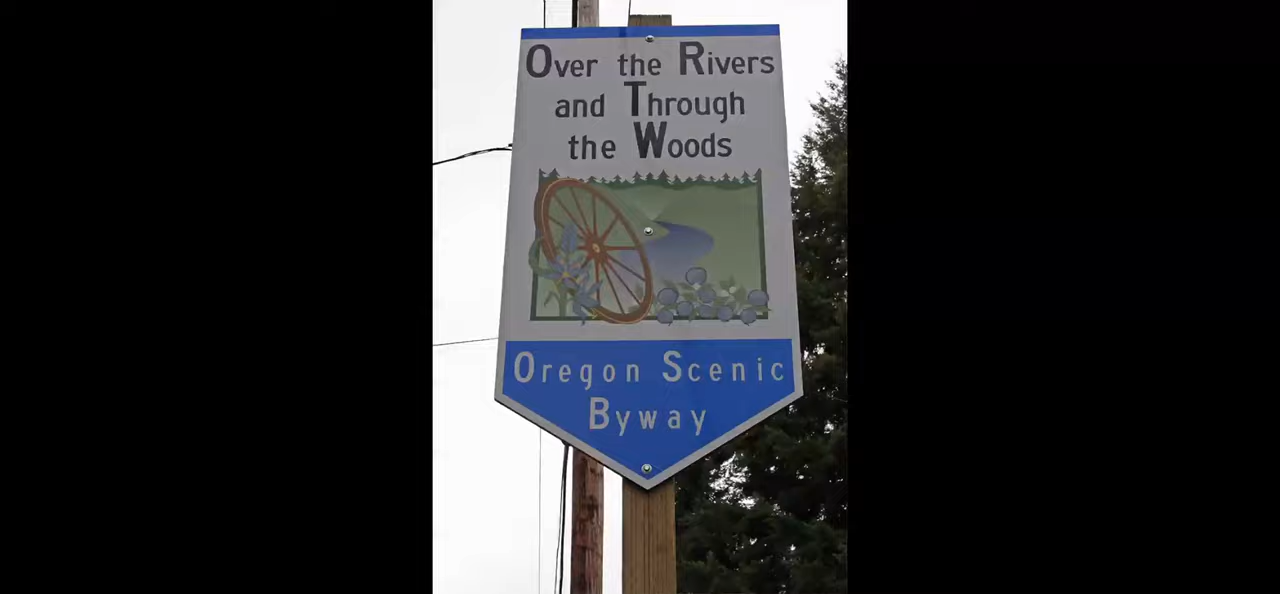 Over the Rivers
and Through
the Woods
Oregon Scenic
Byway